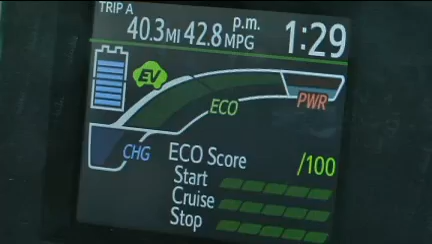 TRIP A
40.3MI 42.8MPG p.m. 1:29
EV
ECO
PWR
CHG
ECO Score /100
Start
Cruise
Stop